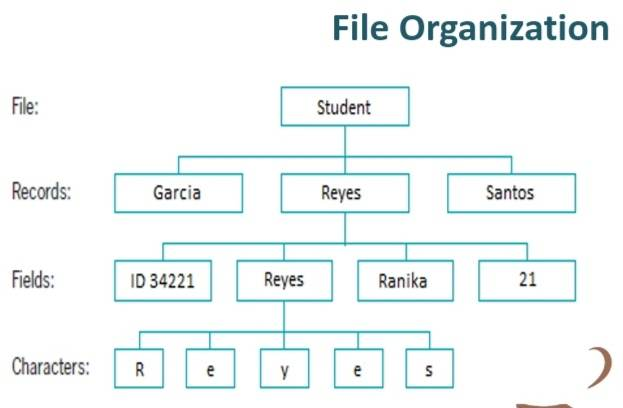 File Organization
File: Student
Records: Garcia Reyes Santos
Fields: ID 34221 Reyes Ranika 21
Characters: R e y e s